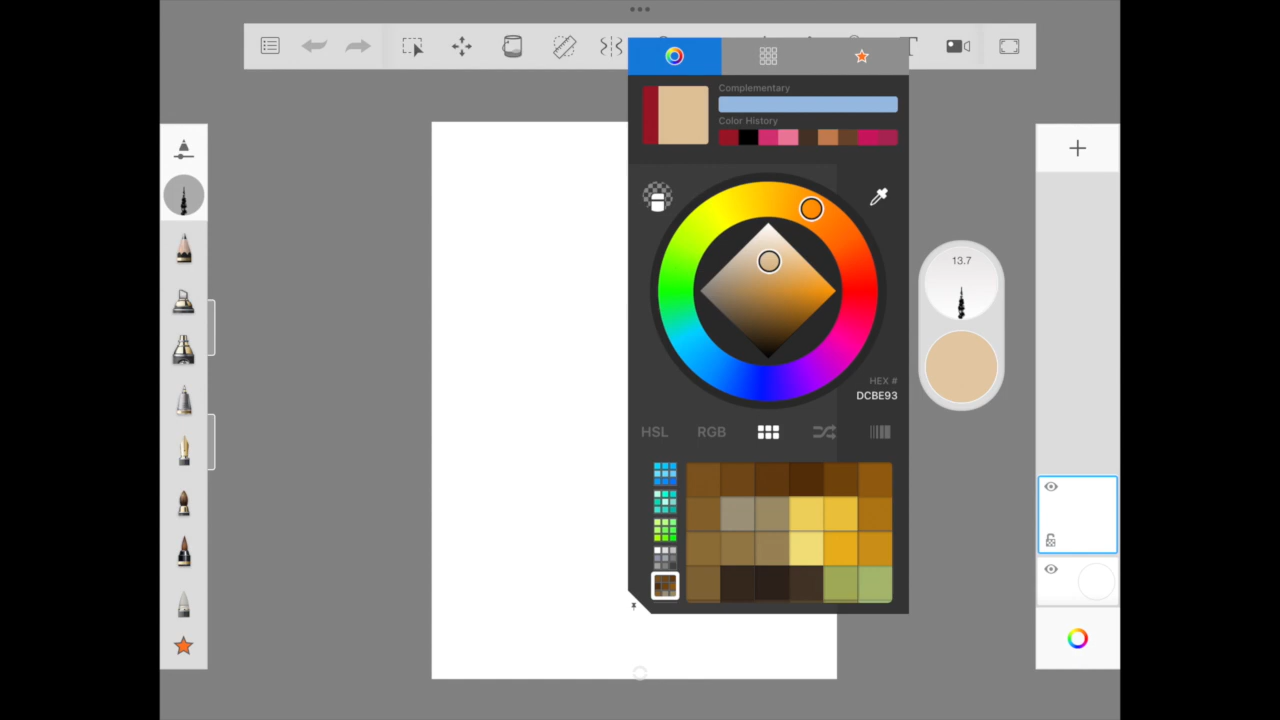 T
Complementary
Color History
13.7
HEX #
DCBE93
HSL
RGB